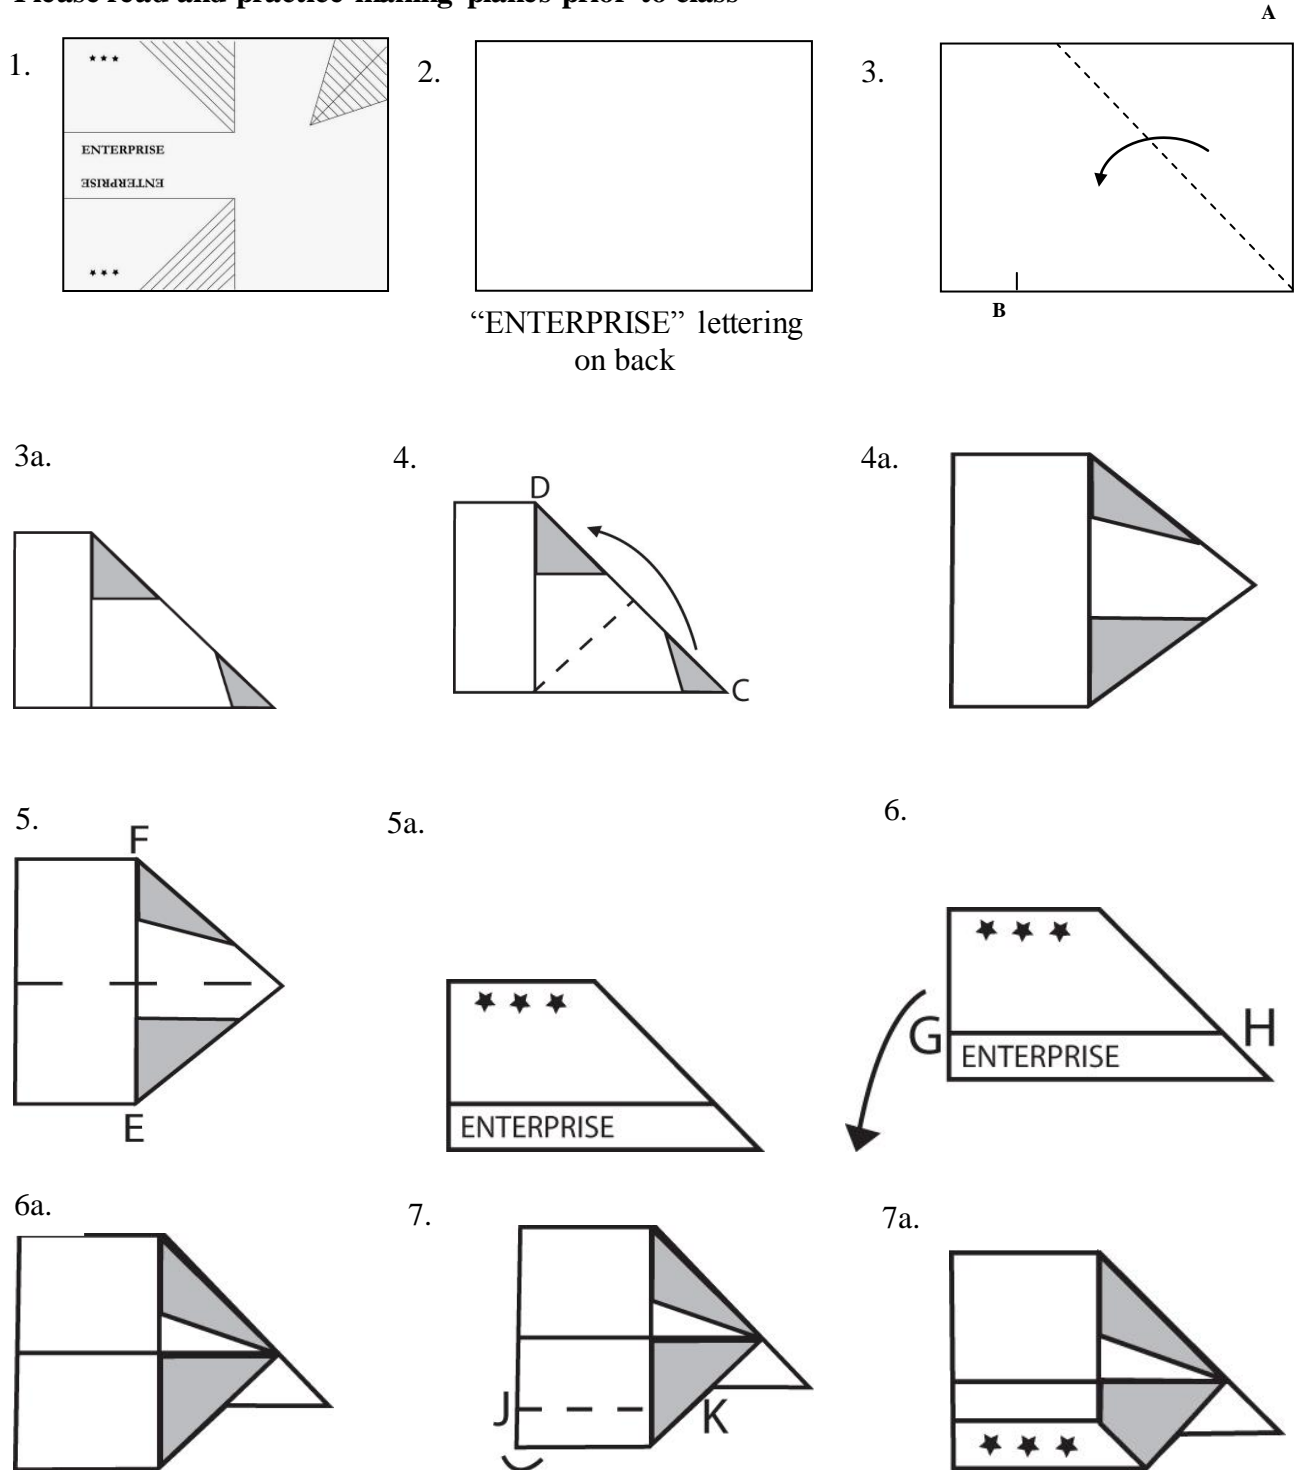 Please read and practice making planes prior to class
A
1.
★★★
ENTERPRISE
ENTERPRISE
★★★
2.
"ENTERPRISE" lettering
on back
3.
B
3a.
4.
D
C
4a.
5.
F
E
5a.
★ ★ ★
ENTERPRISE
6.
★ ★ ★
G
H
ENTERPRISE
6a.
7.
J
K
7a.
★ ★ ★